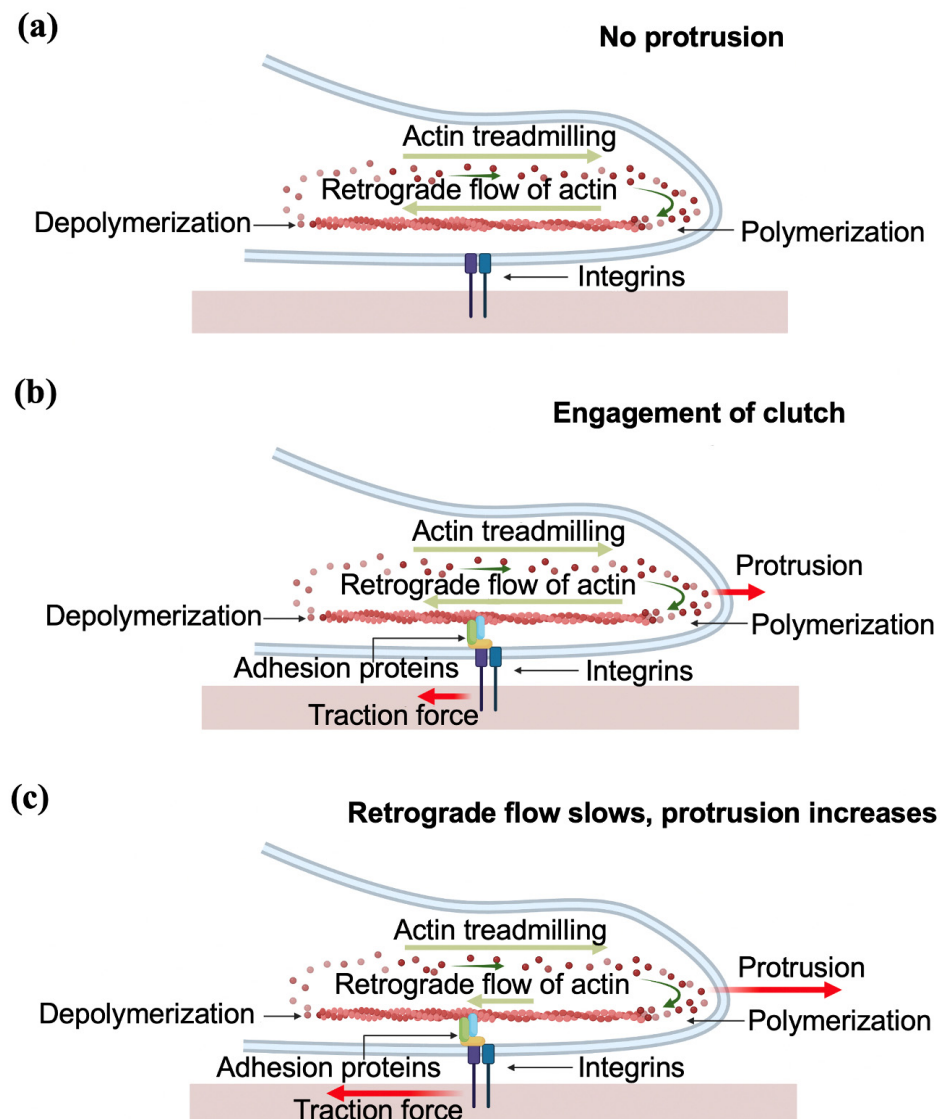 (a)
No protrusion
Actin treadmilling
Retrograde flow of actin
Depolymerization
Polymerization
Integrins
(b)
Engagement of clutch
Actin treadmilling
Protrusion
Retrograde flow of actin
Depolymerization
Polymerization
Adhesion proteins
Integrins
Traction force
(c)
Retrograde flow slows, protrusion increases
Actin treadmilling
Protrusion
Retrograde flow of actin
Depolymerization
Polymerization
Adhesion proteins
Integrins
Traction force